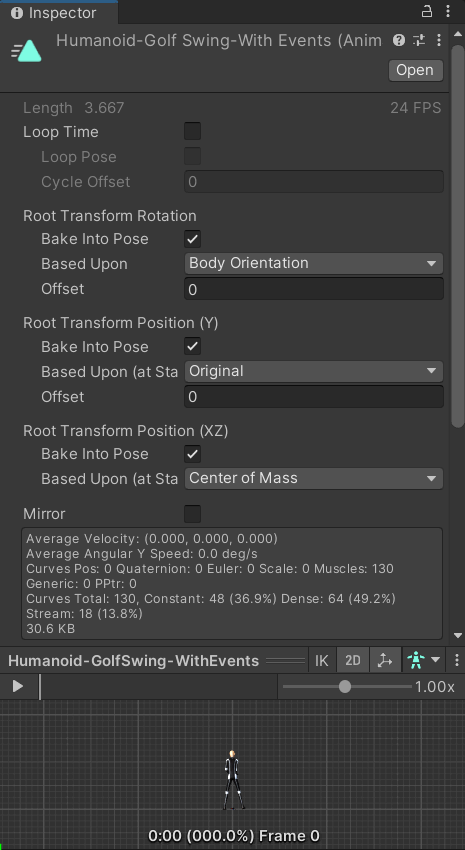 Inspector
Humanoid-Golf Swing-With Events (Anim
Open
Length 3.667 24 FPS
Loop Time
Loop Pose
Cycle Offset 0
Root Transform Rotation
Bake Into Pose
Based Upon Body Orientation
Offset 0
Root Transform Position (Y)
Bake Into Pose
Based Upon (at Sta Original
Offset 0
Root Transform Position (XZ)
Bake Into Pose
Based Upon (at Sta Center of Mass
Mirror
Average Velocity: (0.000, 0.000, 0.000)
Average Angular Y Speed: 0.0 deg/s
Curves Pos: 0 Quaternion: 0 Euler: 0 Scale: 0 Muscles: 130
Generic: 0 PPtr: 0
Curves Total: 130, Constant: 48 (36.9%) Dense: 64 (49.2%)
Stream: 18 (13.8%)
30.6 KB
Humanoid-GolfSwing-WithEvents IK 2D
1.00x
0:00 (000.0%) Frame 0